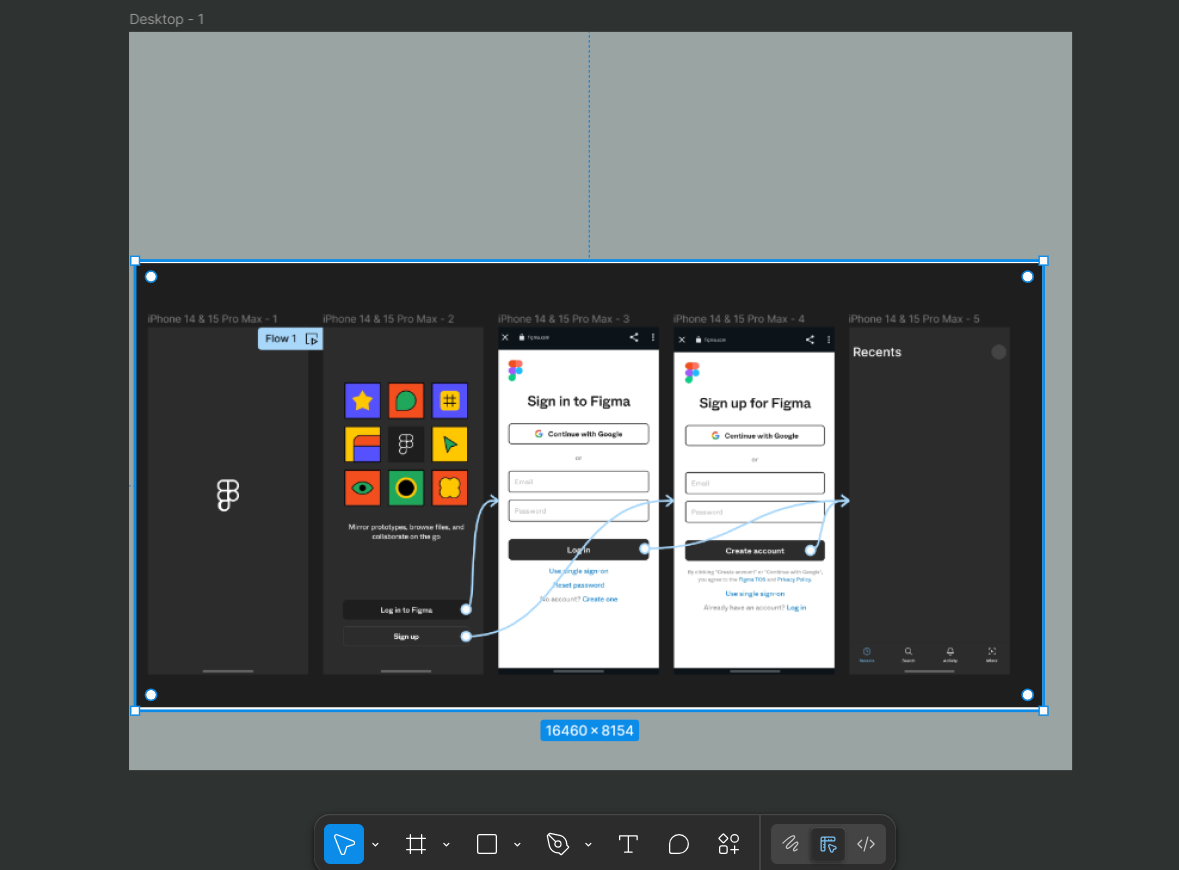 Desktop - 1
iPhone 14 & 15 Pro Max - 1
iPhone 14 & 15 Pro Max - 2
iPhone 14 & 15 Pro Max - 3
iPhone 14 & 15 Pro Max - 4
iPhone 14 & 15 Pro Max - 5
Flow 1
Mirror prototypes, browse files, and
collaborate on the go
Log in to Figma
Sign up
figma.com
Sign in to Figma
Continue with Google
or
Email
Password
Log in
Use single sign-on
Reset password
No account? Create one
figma.com
Sign up for Figma
Continue with Google
or
Email
Password
Create account
By clicking "Create account" or "Continue with Google",
you agree to the Figma TOS and Privacy Policy.
Use single sign-on
Already have an account? Log in
Recents
Recents
Search
Activity
16460 × 8154